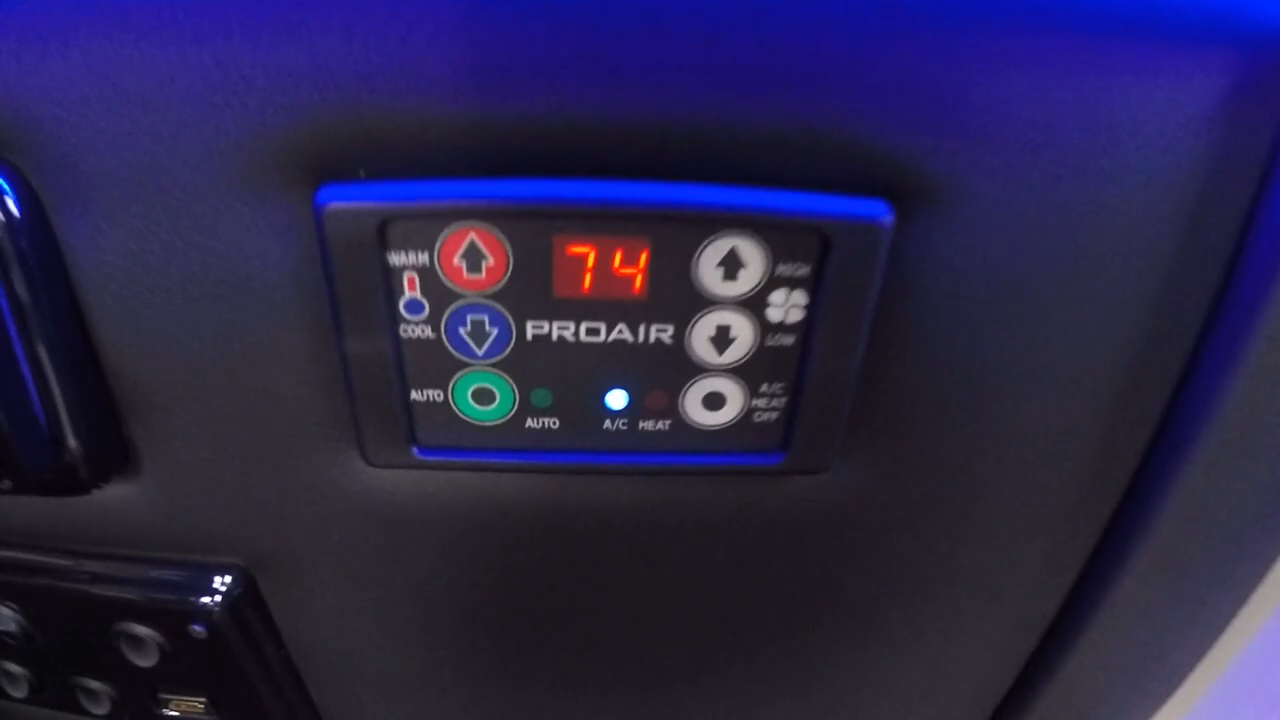 WARM
74
HIGH
COOL
PROAIR
LOW
AUTO
AUTO
A/C
HEAT
A/C
HEAT
OFF